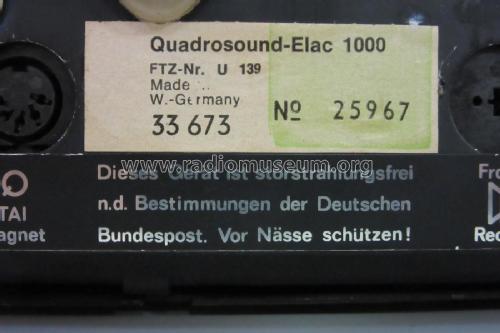 Quadrosound-Elac 1000
FTZ-Nr. U 139
Made
W.-Germany
33 673
Nº 25967
www.radiomuseum.org
Dieses Gerät ist störstrahlungsfrei
n.d. Bestimmungen der Deutschen
Bundespost. Vor Nässe schützen!
TAI
agnet
Fro
Rec